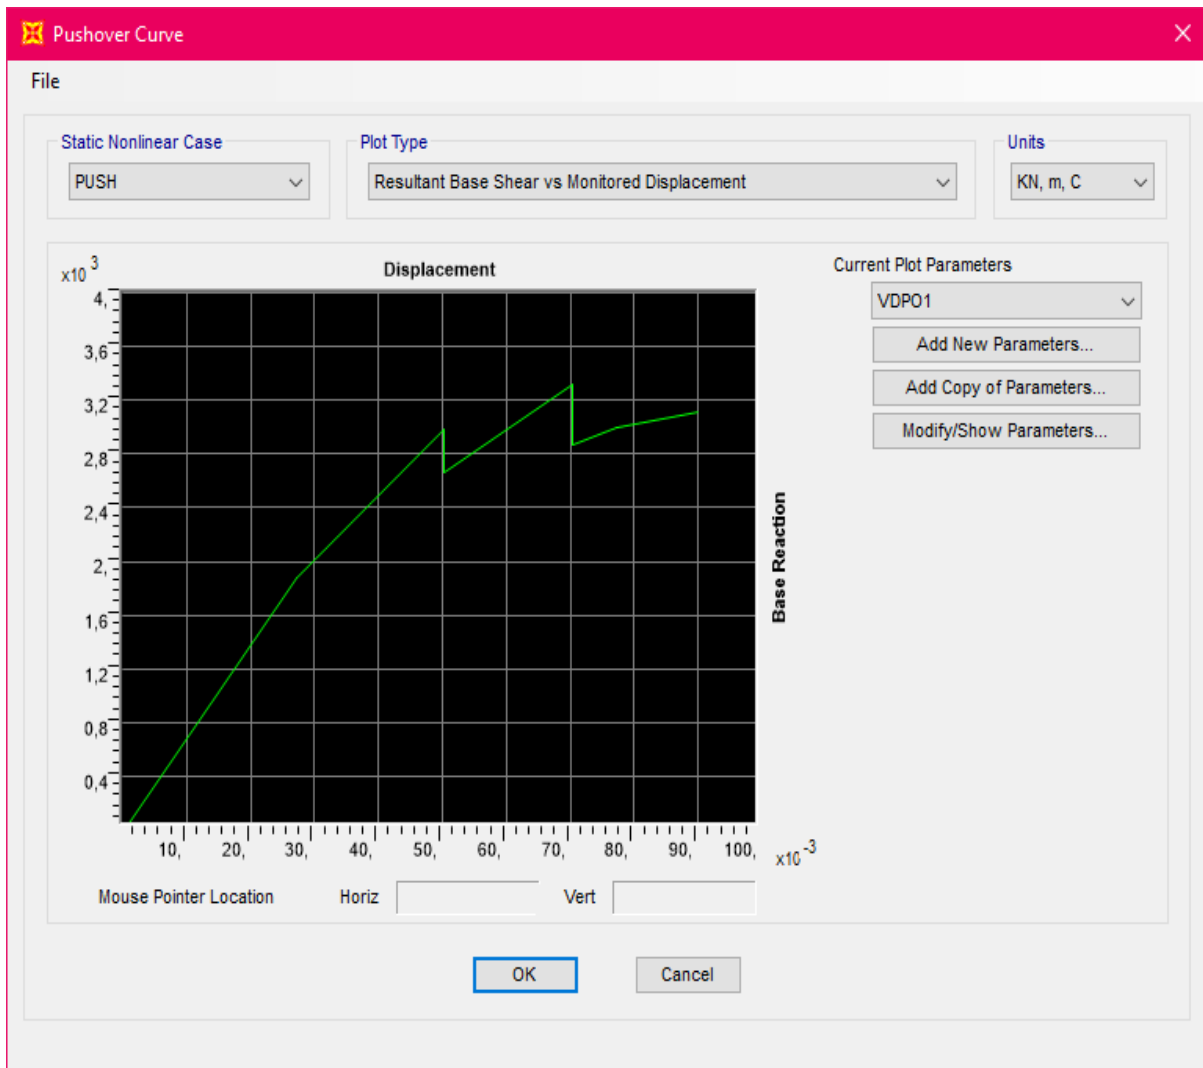 Pushover Curve
File
Static Nonlinear Case
Plot Type
Units
PUSH
Resultant Base Shear vs Monitored Displacement
KN, m, C
x10 3
Displacement
Current Plot Parameters
VDPO1
Add New Parameters...
Add Copy of Parameters...
Modify/Show Parameters...
4,
3,6
3,2
2,8
2,4
2,
1,6
1,2
0,8
0,4
Base Reaction
10, 20, 30, 40, 50, 60, 70, 80, 90, 100,
x10 -3
Mouse Pointer Location Horiz Vert
OK Cancel